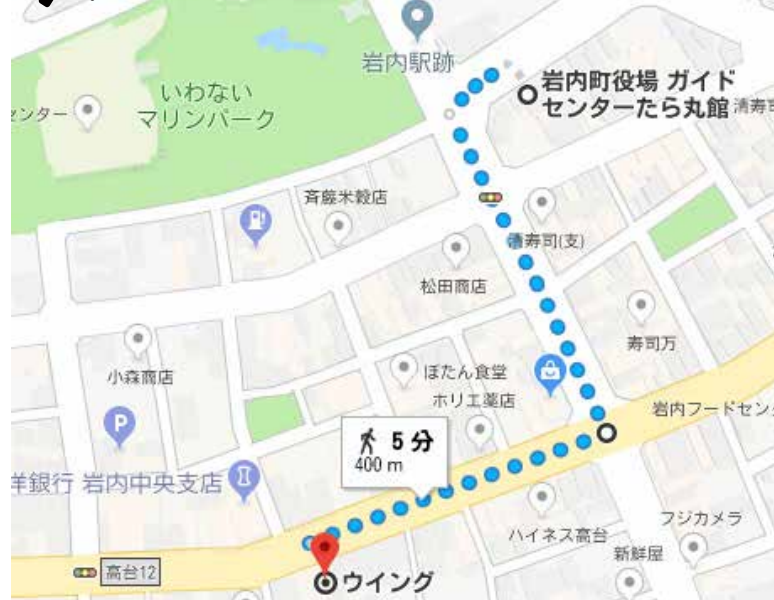 岩内駅跡
岩内町役場 ガイド
センターたら丸館
清寿司
いわない
マリンパーク
センター
斉藤米穀店
清寿司(支)
松田商店
寿司万
小森商店
ぼたん食堂
ホリエ薬店
岩内フードセン
P
5 分
400 m
洋銀行 岩内中央支店
ハイネス高台
フジカメラ
新鮮屋
高台12
ウイング